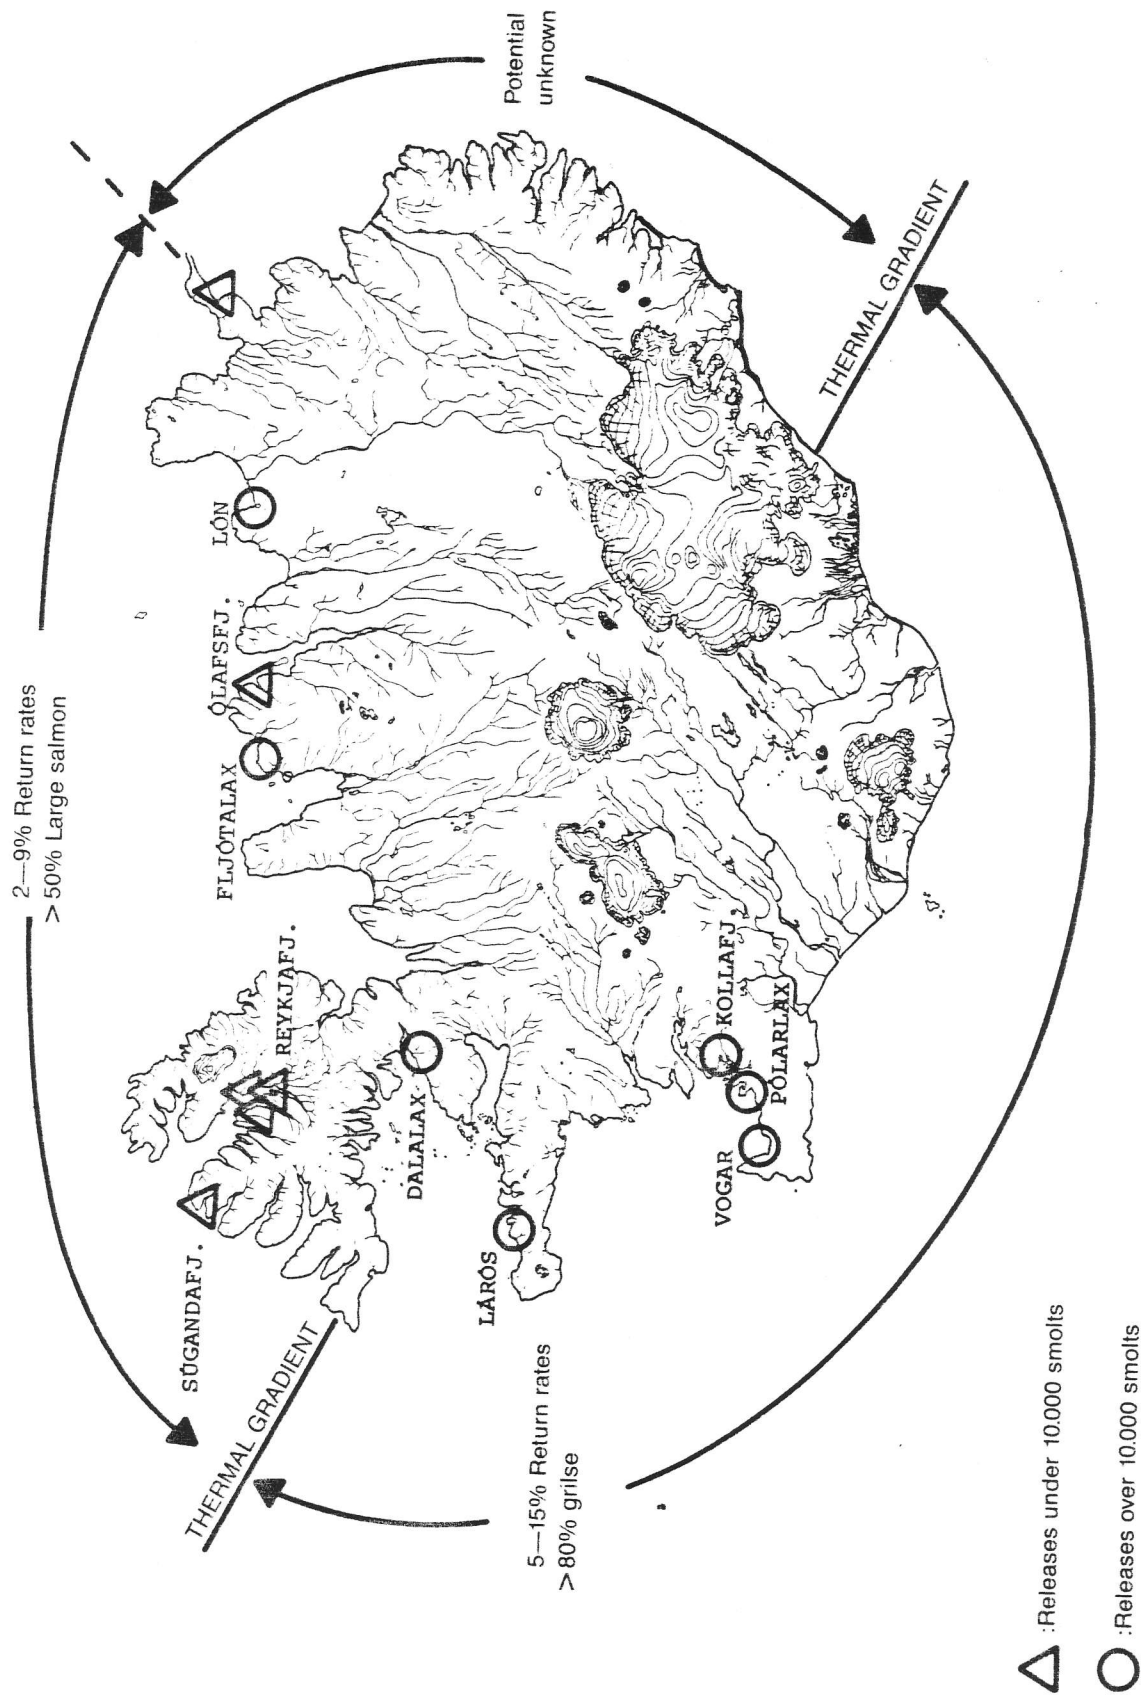 2—9% Return rates
>50% Large salmon
Potential
unknown
THERMAL GRADIENT
SÚGANDAFJ.
REYKJAFJ.
FLJÓTALAX
ÓLAFSFJ.
LÓN
DALALAX
LÁRÓS
VOGAR
PÓLARLAX
KOLLAFJ.
THERMAL GRADIENT
5—15% Return rates
>80% grilse
:Releases under 10.000 smolts
:Releases over 10.000 smolts